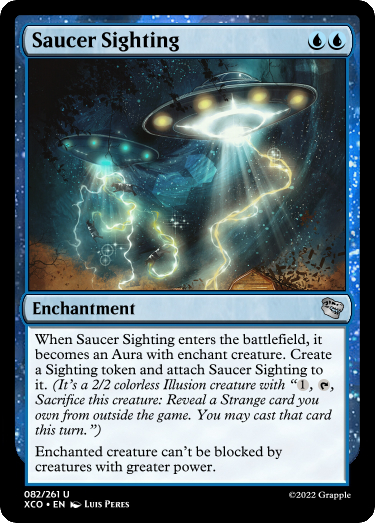 Saucer Sighting
Enchantment
When Saucer Sighting enters the battlefield, it
becomes an Aura with enchant creature. Create
a Sighting token and attach Saucer Sighting to
it. (It's a 2/2 colorless Illusion creature with “1, ,
Sacrifice this creature: Reveal a Strange card you
own from outside the game. You may cast that card
this turn.”)
Enchanted creature can't be blocked by
creatures with greater power.
082/261 U
XCO • EN Luis Peres
©2022 Grapple